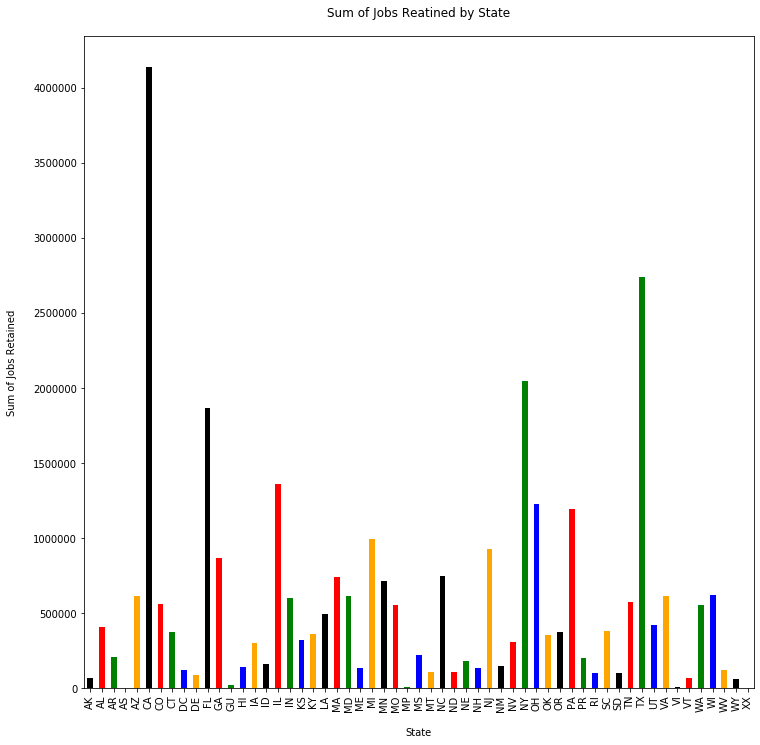 Sum of Jobs Reatined by State
4000000
3500000
3000000
2500000
2000000
1500000
1000000
500000
0
Sum of Jobs Retained
AK AL AR AS AZ CA CO CT DC DE FL GA GU HI IA ID IL IN KS KY LA MA MD ME MI MN MO MP MS MT NC ND NE NH NJ NM NV NY OH OK OR PA PR RI SC SD TN TX UT VA VI VT WA WI WV WY XX
State